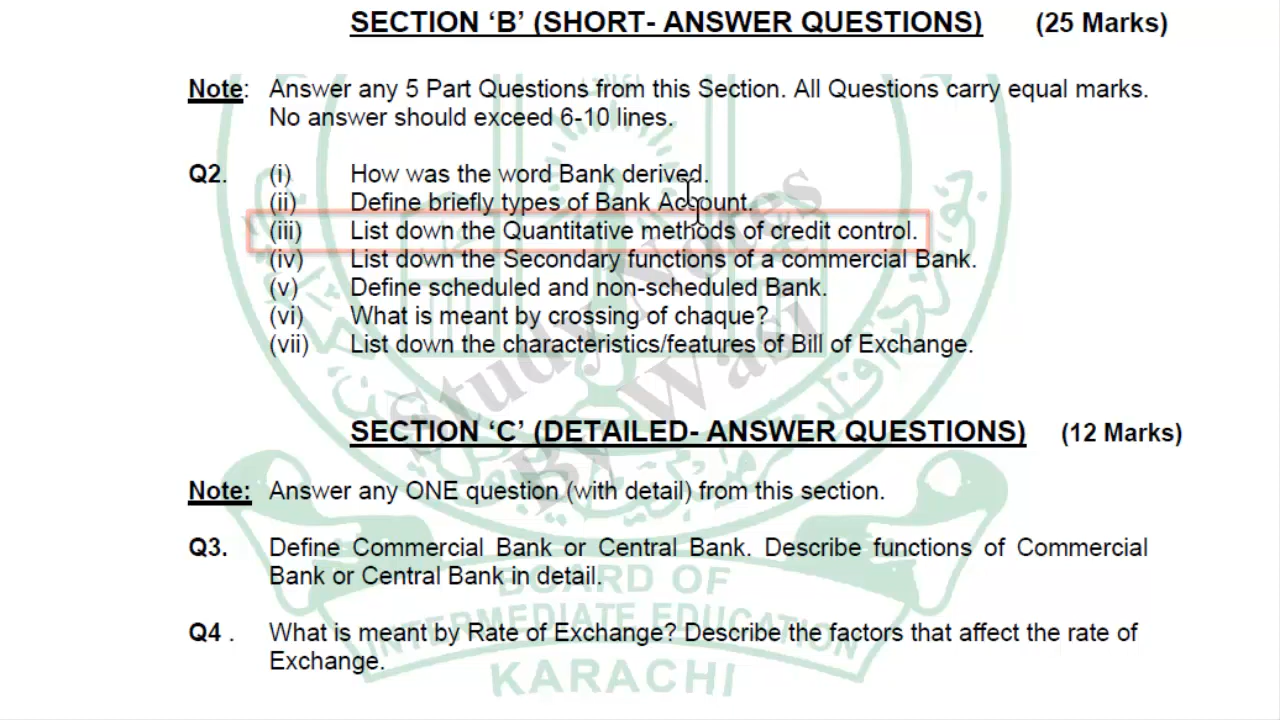 SECTION ‘B’ (SHORT- ANSWER QUESTIONS) (25 Marks)
Note: Answer any 5 Part Questions from this Section. All Questions carry equal marks.
No answer should exceed 6-10 lines.
Q2. (i) How was the word Bank derived.
(ii) Define briefly types of Bank Account.
(iii) List down the Quantitative methods of credit control.
(iv) List down the Secondary functions of a commercial Bank.
(v) Define scheduled and non-scheduled Bank.
(vi) What is meant by crossing of chaque?
(vii) List down the characteristics/features of Bill of Exchange.
Study Notes
By Wasi
SECTION ‘C’ (DETAILED- ANSWER QUESTIONS) (12 Marks)
Note: Answer any ONE question (with detail) from this section.
Q3. Define Commercial Bank or Central Bank. Describe functions of Commercial
Bank or Central Bank in detail.
Q4 . What is meant by Rate of Exchange? Describe the factors that affect the rate of
Exchange.
BOARD OF
INTERMEDIATE EDUCATION
KARACHI